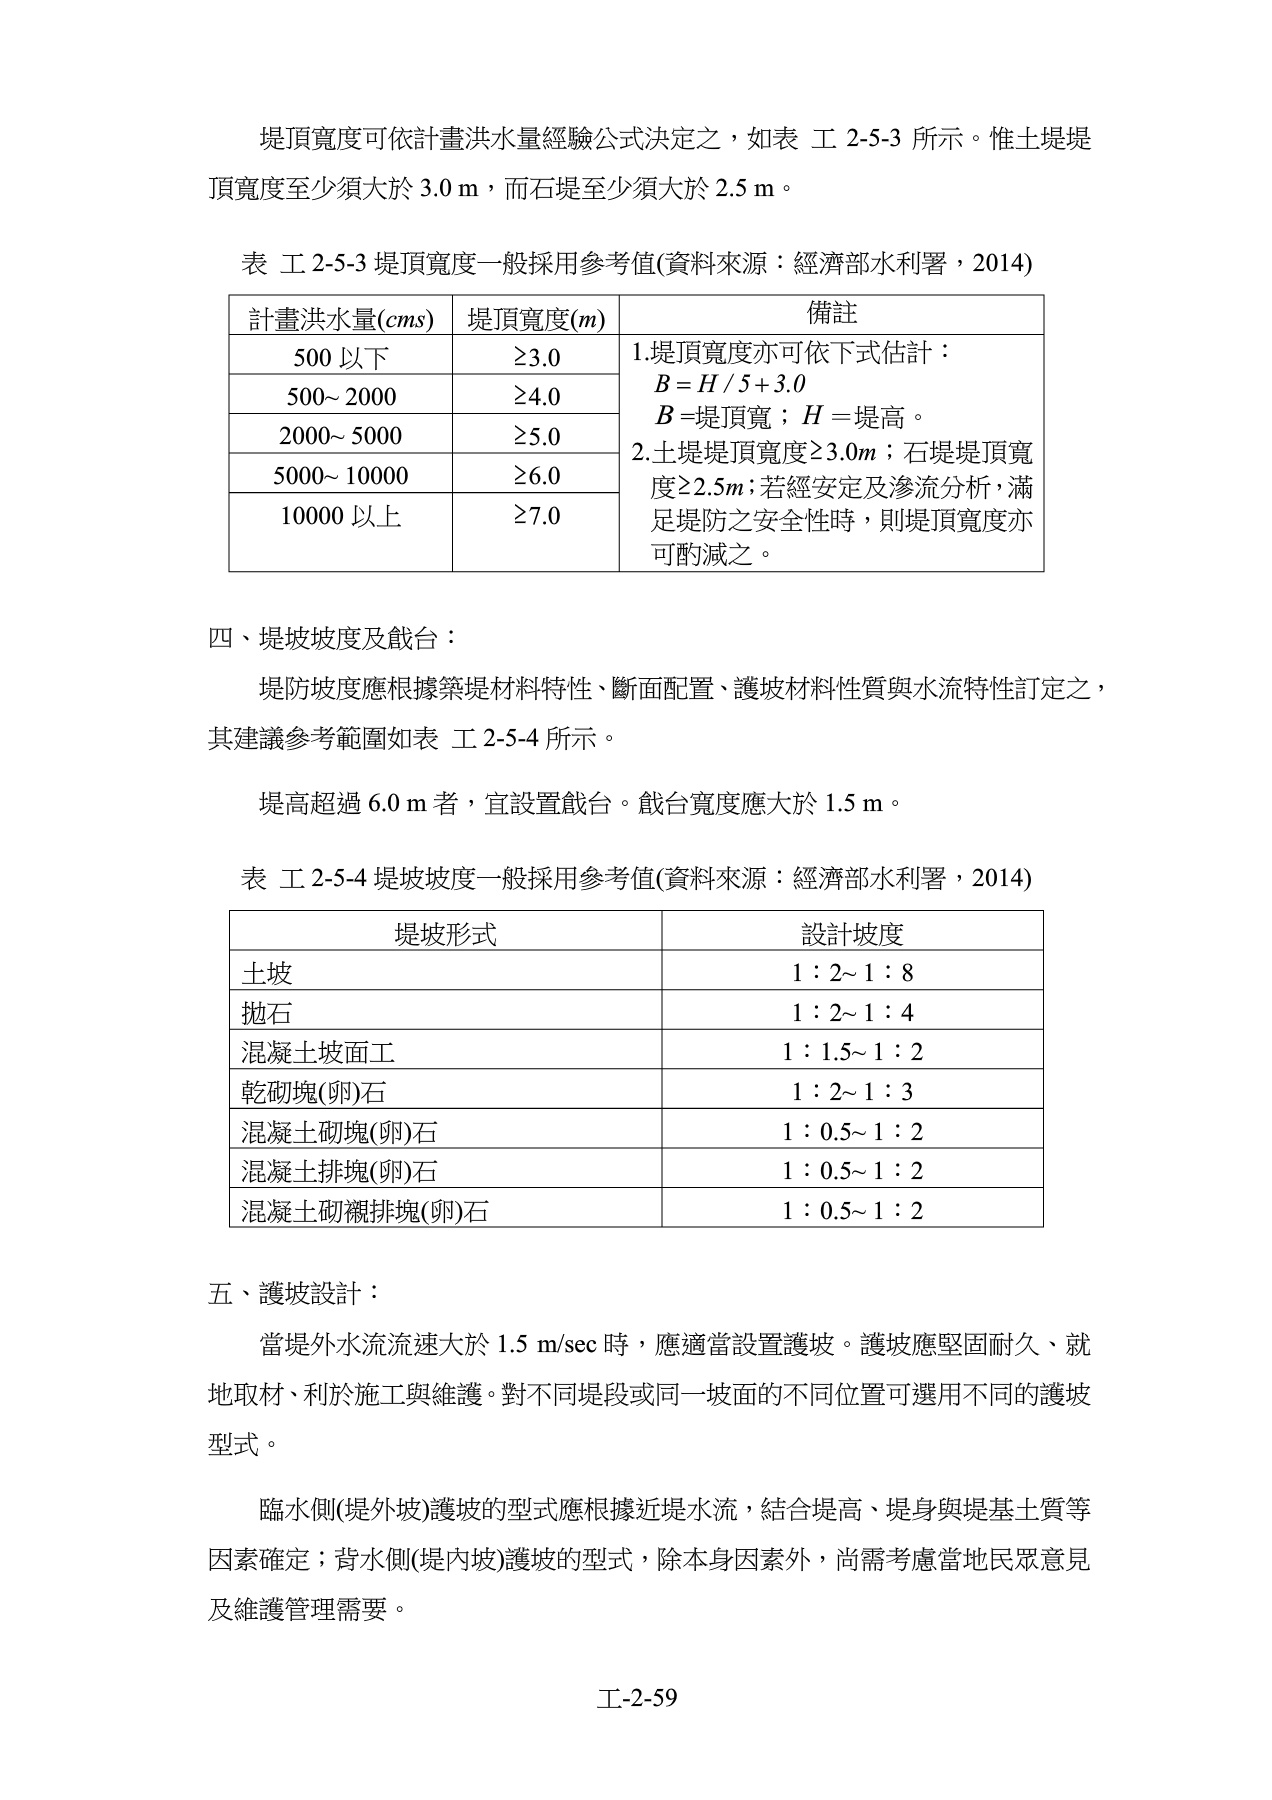 堤頂寬度可依計畫洪水量經驗公式決定之，如表 工 2-5-3 所示。惟土堤堤
頂寬度至少須大於 3.0 m，而石堤至少須大於 2.5 m。
表 工 2-5-3 堤頂寬度一般採用參考值(資料來源：經濟部水利署，2014)
計畫洪水量(cms) 堤頂寬度(m) 備註
500 以下 ≥3.0
500~ 2000 ≥4.0
2000~ 5000 ≥5.0
5000~ 10000 ≥6.0
10000 以上 ≥7.0
1.堤頂寬度亦可依下式估計：
B = H / 5 + 3.0
B =堤頂寬； H ＝堤高。
2.土堤堤頂寬度≥3.0m；石堤堤頂寬
度≥2.5m；若經安定及滲流分析，滿
足堤防之安全性時，則堤頂寬度亦
可酌減之。
四、堤坡坡度及戧台：
堤防坡度應根據築堤材料特性、斷面配置、護坡材料性質與水流特性訂定之，
其建議參考範圍如表 工 2-5-4 所示。
堤高超過 6.0 m 者，宜設置戧台。戧台寬度應大於 1.5 m。
表 工 2-5-4 堤坡坡度一般採用參考值(資料來源：經濟部水利署，2014)
堤坡形式 設計坡度
土坡 1：2~ 1：8
拋石 1：2~ 1：4
混凝土坡面工 1：1.5~ 1：2
乾砌塊(卵)石 1：2~ 1：3
混凝土砌塊(卵)石 1：0.5~ 1：2
混凝土排塊(卵)石 1：0.5~ 1：2
混凝土砌襯排塊(卵)石 1：0.5~ 1：2
五、護坡設計：
當堤外水流流速大於 1.5 m/sec 時，應適當設置護坡。護坡應堅固耐久、就
地取材、利於施工與維護。對不同堤段或同一坡面的不同位置可選用不同的護坡
型式。
臨水側(堤外坡)護坡的型式應根據近堤水流，結合堤高、堤身與堤基土質等
因素確定；背水側(堤內坡)護坡的型式，除本身因素外，尚需考慮當地民眾意見
及維護管理需要。
工-2-59